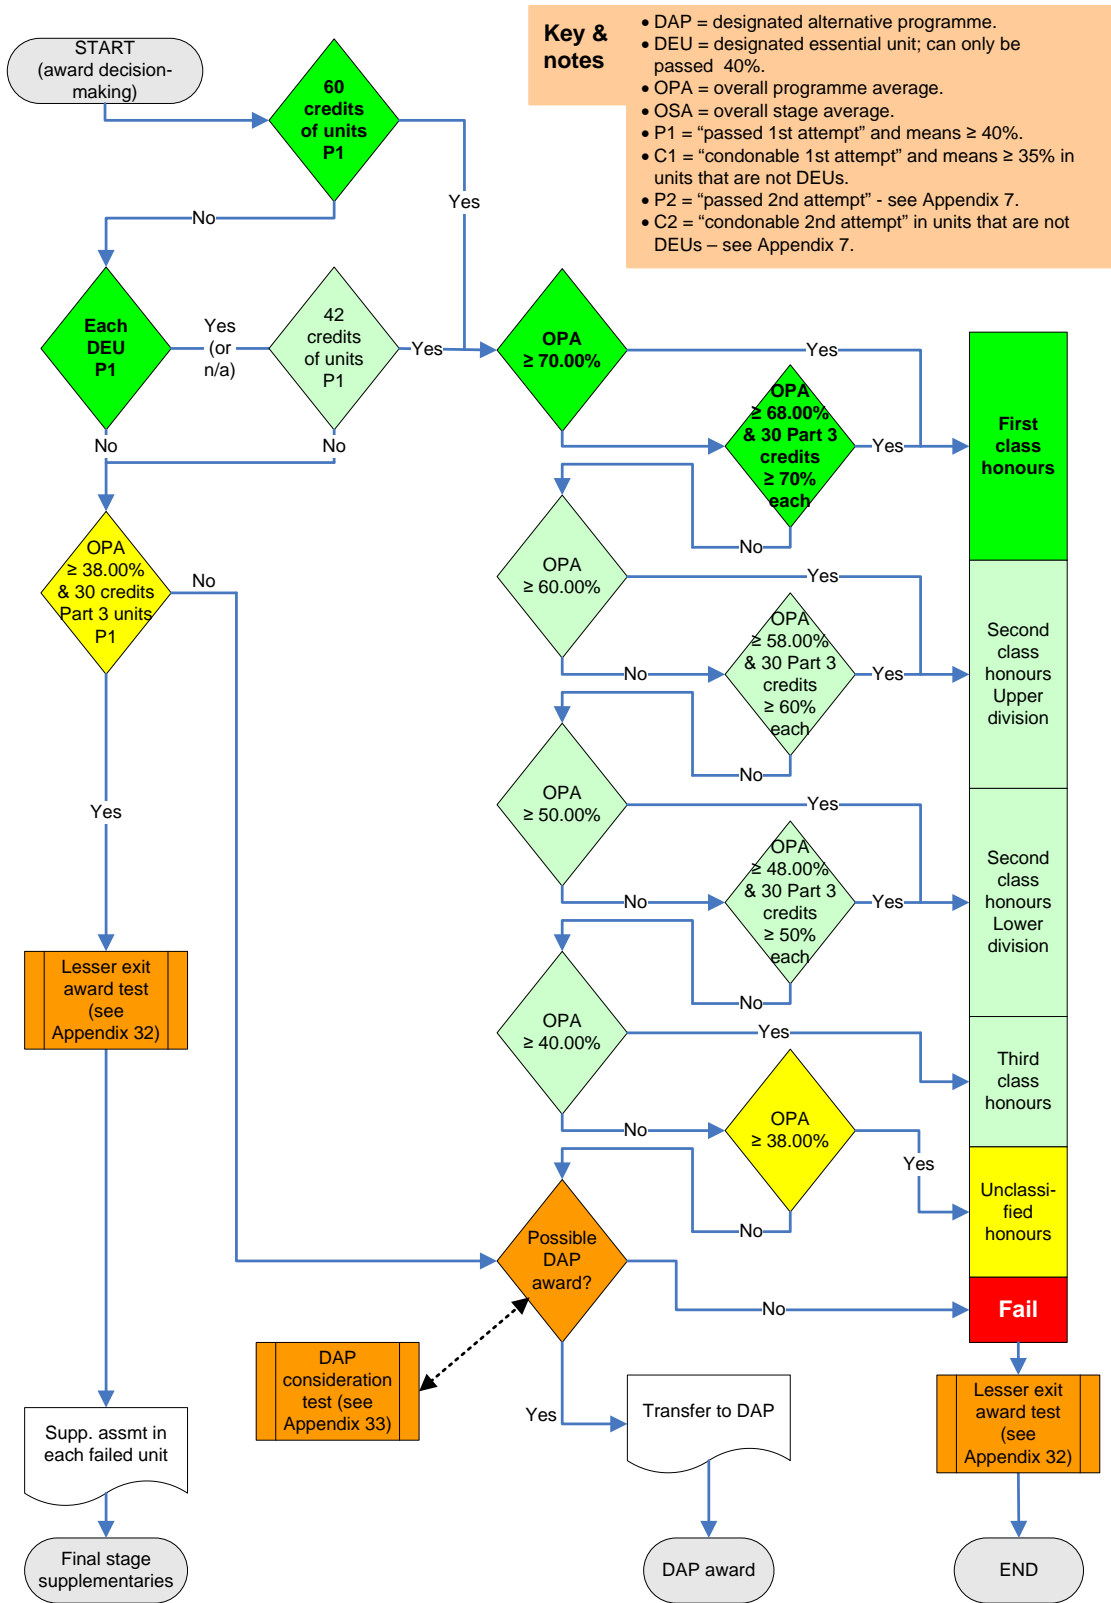 Key &
notes
• DAP = designated alternative programme.
• DEU = designated essential unit; can only be
passed  40%.
• OPA = overall programme average.
• OSA = overall stage average.
• P1 = “passed 1st attempt” and means ≥ 40%.
• C1 = “condonable 1st attempt” and means ≥ 35% in
units that are not DEUs.
• P2 = “passed 2nd attempt” - see Appendix 7.
• C2 = “condonable 2nd attempt” in units that are not
DEUs – see Appendix 7.
START
(award decision-
making)
60
credits
of units
P1
Yes
No
Each
DEU
P1
Yes
(or
n/a)
42
credits
of units
P1
Yes
No
No
OPA
≥ 70.00%
Yes
OPA
≥ 68.00%
& 30 Part 3
credits
≥ 70%
each
Yes
No
First
class
honours
OPA
≥ 38.00%
& 30 credits
Part 3 units
P1
No
Yes
OPA
≥ 60.00%
Yes
No
OPA
≥ 58.00%
& 30 Part 3
credits
≥ 60%
each
Yes
No
Second
class
honours
Upper
division
OPA
≥ 50.00%
Yes
No
OPA
≥ 48.00%
& 30 Part 3
credits
≥ 50%
each
Yes
No
Second
class
honours
Lower
division
Lesser exit
award test
(see
Appendix 32)
OPA
≥ 40.00%
Yes
No
Third
class
honours
OPA
≥ 38.00%
Yes
No
Unclassi-
fied
honours
Possible
DAP
award?
No
Yes
Fail
DAP
consideration
test (see
Appendix 33)
Transfer to DAP
Lesser exit
award test
(see
Appendix 32)
Supp. assmt in
each failed unit
Final stage
supplementaries
DAP award
END